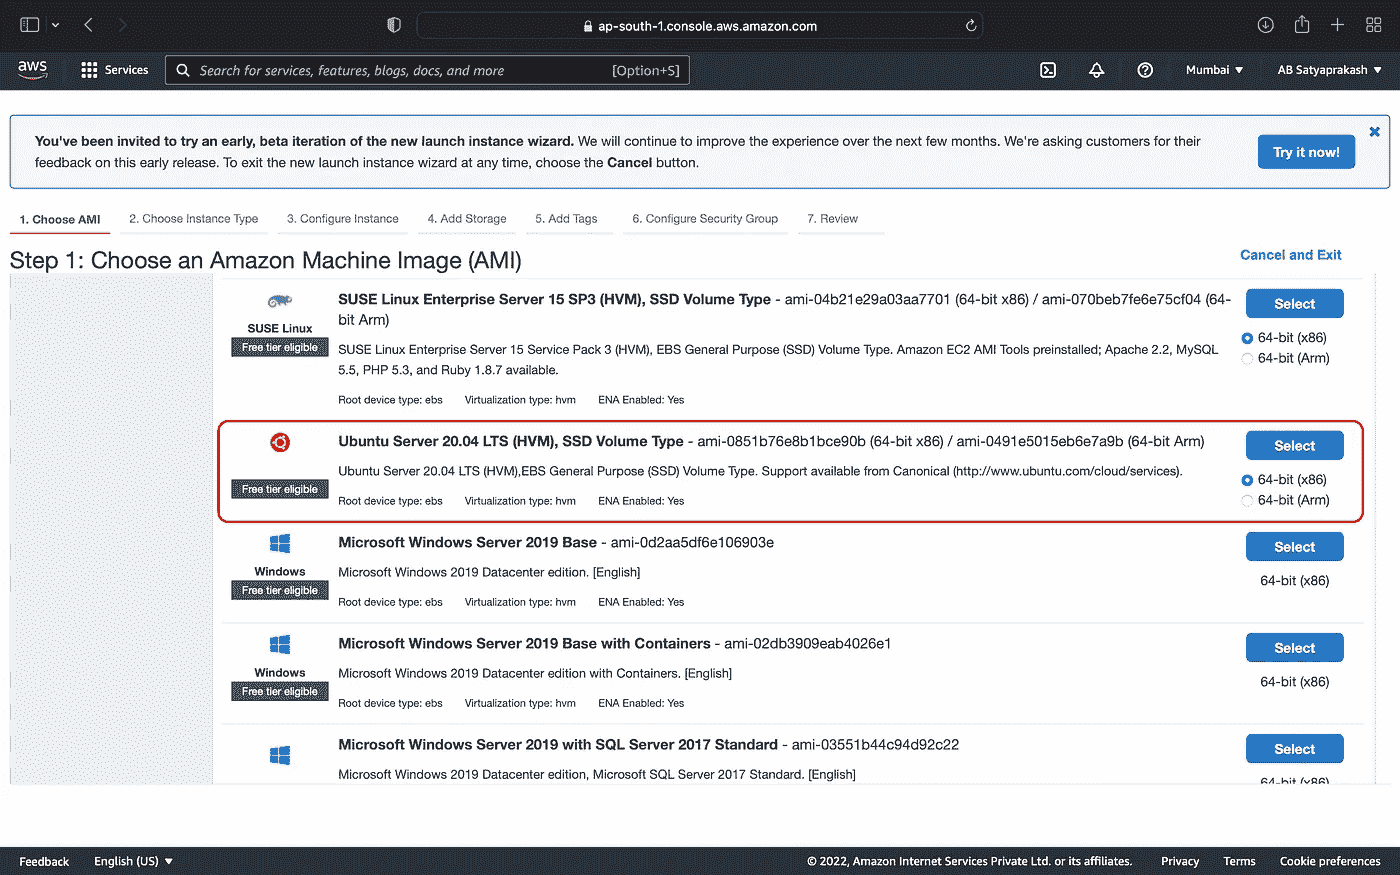 ap-south-1.console.aws.amazon.com
aws Services Search for services, features, blogs, docs, and more [Option+S] Mumbai ▼ AB Satyaprakash ▼
You've been invited to try an early, beta iteration of the new launch instance wizard. We will continue to improve the experience over the next few months. We're asking customers for their
feedback on this early release. To exit the new launch instance wizard at any time, choose the Cancel button.
Try it now!
1. Choose AMI 2. Choose Instance Type 3. Configure Instance 4. Add Storage 5. Add Tags 6. Configure Security Group 7. Review
Step 1: Choose an Amazon Machine Image (AMI)
Cancel and Exit
SUSE Linux
Free tier eligible
SUSE Linux Enterprise Server 15 SP3 (HVM), SSD Volume Type - ami-04b21e29a03aa7701 (64-bit x86) / ami-070beb7fe6e75cf04 (64-
bit Arm)
SUSE Linux Enterprise Server 15 Service Pack 3 (HVM), EBS General Purpose (SSD) Volume Type. Amazon EC2 AMI Tools preinstalled; Apache 2.2, MySQL
5.5, PHP 5.3, and Ruby 1.8.7 available.
Root device type: ebs Virtualization type: hvm ENA Enabled: Yes
Select
64-bit (x86)
64-bit (Arm)
Free tier eligible
Ubuntu Server 20.04 LTS (HVM), SSD Volume Type - ami-0851b76e8b1bce90b (64-bit x86) / ami-0491e5015eb6e7a9b (64-bit Arm)
Ubuntu Server 20.04 LTS (HVM),EBS General Purpose (SSD) Volume Type. Support available from Canonical (http://www.ubuntu.com/cloud/services).
Root device type: ebs Virtualization type: hvm ENA Enabled: Yes
Select
64-bit (x86)
64-bit (Arm)
Windows
Free tier eligible
Microsoft Windows Server 2019 Base - ami-0d2aa5df6e106903e
Microsoft Windows 2019 Datacenter edition. [English]
Root device type: ebs Virtualization type: hvm ENA Enabled: Yes
Select
64-bit (x86)
Windows
Free tier eligible
Microsoft Windows Server 2019 Base with Containers - ami-02db3909eab4026e1
Microsoft Windows 2019 Datacenter edition with Containers. [English]
Root device type: ebs Virtualization type: hvm ENA Enabled: Yes
Select
64-bit (x86)
Microsoft Windows Server 2019 with SQL Server 2017 Standard - ami-03551b44c94d92c22
Microsoft Windows 2019 Datacenter edition, Microsoft SQL Server 2017 Standard. [English]
Select
64-bit (x86)
Feedback English (US) ▼ © 2022, Amazon Internet Services Private Ltd. or its affiliates. Privacy Terms Cookie preferences